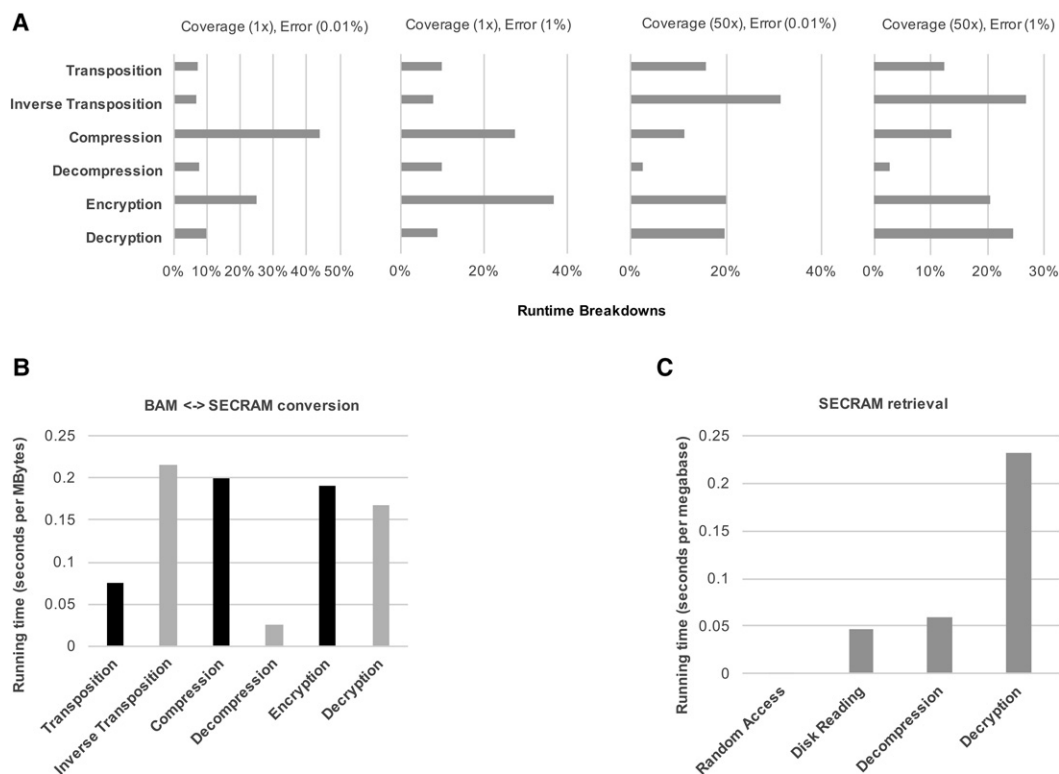 A
Coverage (1x), Error (0.01%)
Coverage (1x), Error (1%)
Coverage (50x), Error (0.01%)
Coverage (50x), Error (1%)
Transposition
Inverse Transposition
Compression
Decompression
Encryption
Decryption
0% 10% 20% 30% 40% 50%
0% 20% 40%
0% 20% 40%
0% 10% 20% 30%
Runtime Breakdowns
B
BAM <-> SECRAM conversion
Running time (seconds per MBytes)
0.25
0.2
0.15
0.1
0.05
0
Transposition
Inverse Transposition
Compression
Decompression
Encryption
Decryption
C
SECRAM retrieval
Running time (seconds per megabase)
0.25
0.2
0.15
0.1
0.05
0
Random Access
Disk Reading
Decompression
Decryption